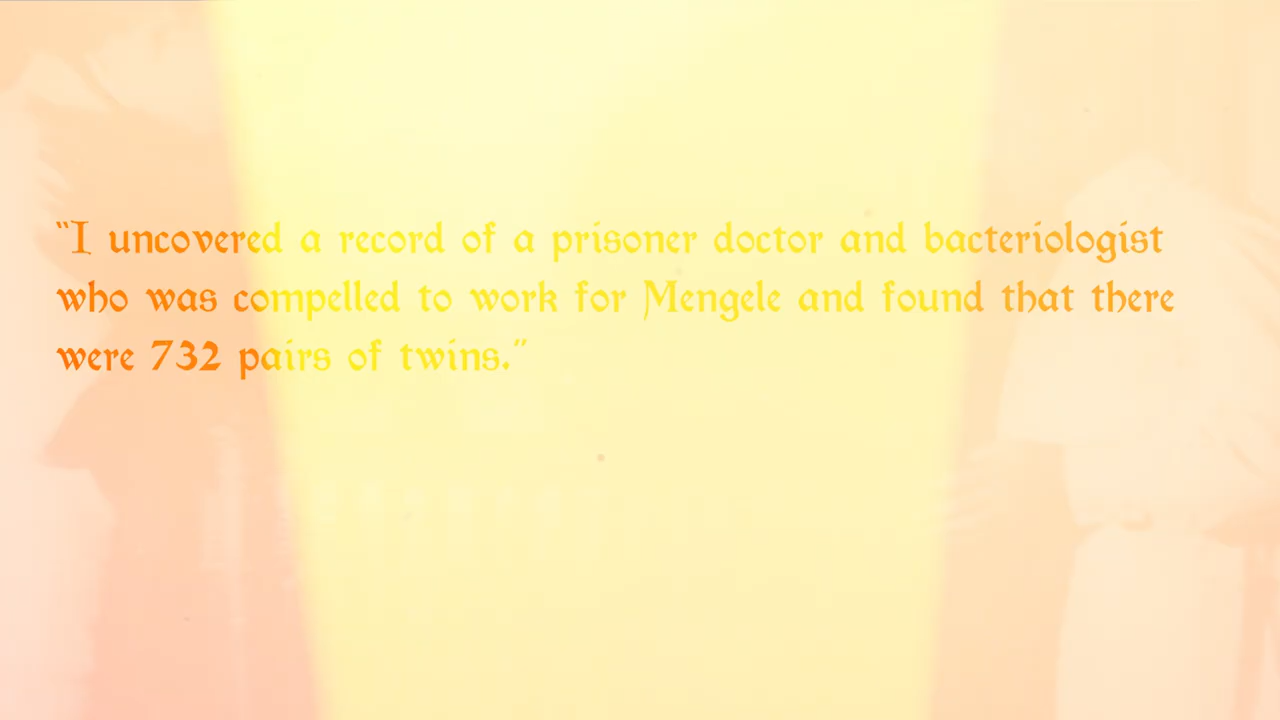 "I uncovered a record of a prisoner doctor and bacteriologist
who was compelled to work for Mengele and found that there
were 732 pairs of twins."